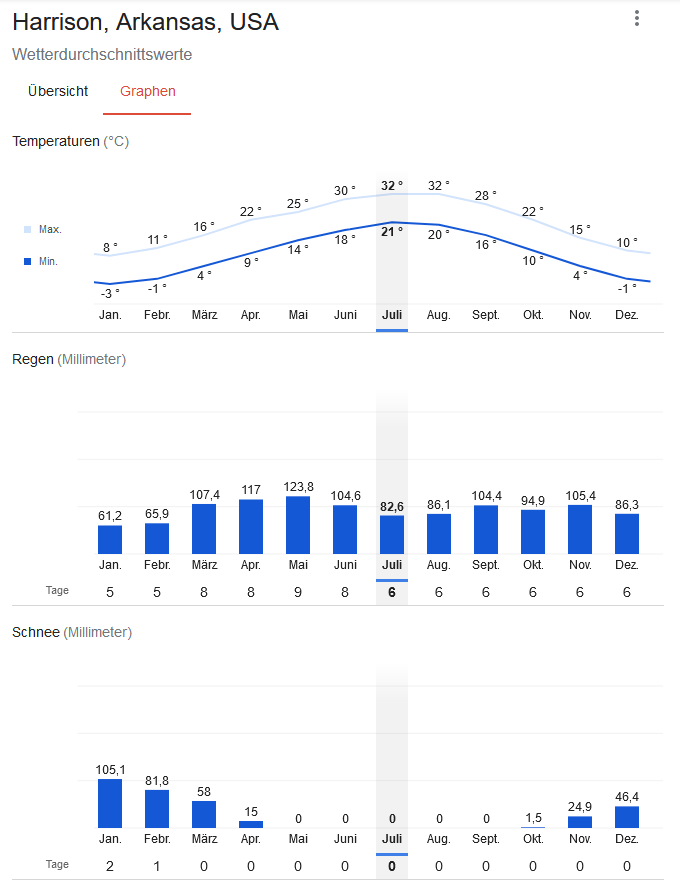 Harrison, Arkansas, USA
Wetterdurchschnittswerte
Übersicht Graphen
Temperaturen (°C)
8 ° 11 ° 16 ° 22 ° 25 ° 30 ° 32 ° 32 ° 28 ° 22 ° 15 ° 10 °
Max.
Min.
-3 ° -1 ° 4 ° 9 ° 14 ° 18 ° 21 ° 20 ° 16 ° 10 ° 4 ° -1 °
Jan. Febr. März Apr. Mai Juni Juli Aug. Sept. Okt. Nov. Dez.
Regen (Millimeter)
61,2 65,9 107,4 117 123,8 104,6 82,6 86,1 104,4 94,9 105,4 86,3
Jan. Febr. März Apr. Mai Juni Juli Aug. Sept. Okt. Nov. Dez.
Tage 5 5 8 8 9 8 6 6 6 6 6 6
Schnee (Millimeter)
105,1 81,8 58 15 0 0 0 0 0 1,5 24,9 46,4
Jan. Febr. März Apr. Mai Juni Juli Aug. Sept. Okt. Nov. Dez.
Tage 2 1 0 0 0 0 0 0 0 0 0 0